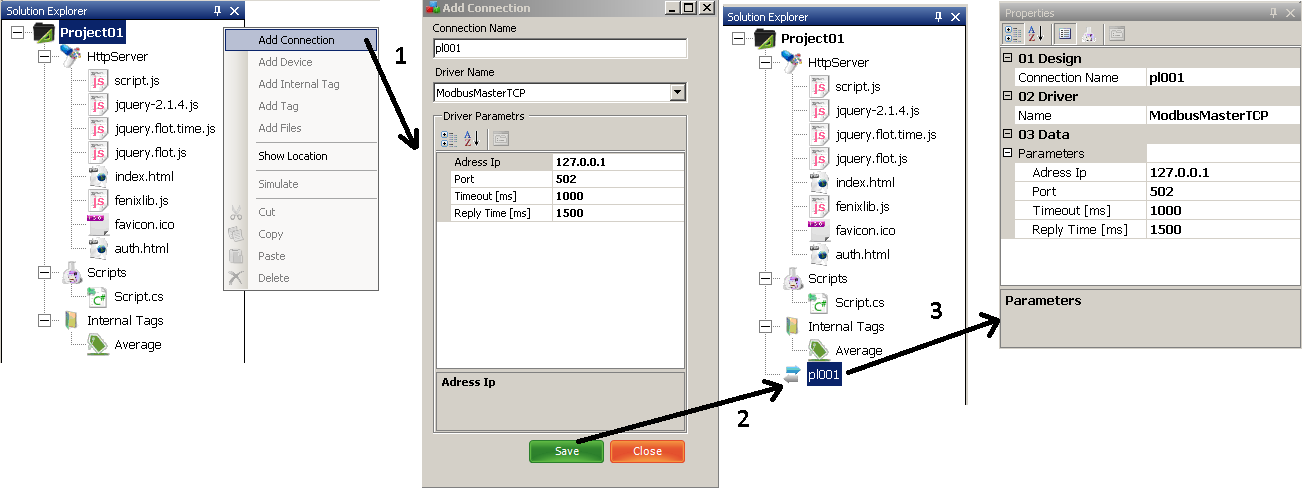 Solution Explorer
Project01
HttpServer
script.js
jquery-2.1.4.js
jquery.flot.time.js
jquery.flot.js
index.html
fenixlib.js
favicon.ico
auth.html
Scripts
Script.cs
Internal Tags
Average
Add Connection
Add Device
Add Internal Tag
Add Tag
Add Files
Show Location
Simulate
Cut
Copy
Paste
Delete
1
Add Connection
Connection Name
pl001
Driver Name
ModbusMasterTCP
Driver Parametrs
Adress Ip 127.0.0.1
Port 502
Timeout [ms] 1000
Reply Time [ms] 1500
Adress Ip
Save Close
2
Solution Explorer
Project01
HttpServer
script.js
jquery-2.1.4.js
jquery.flot.time.js
jquery.flot.js
index.html
fenixlib.js
favicon.ico
auth.html
Scripts
Script.cs
Internal Tags
Average
pl001
3
Properties
01 Design
Connection Name pl001
02 Driver
Name ModbusMasterTCP
03 Data
Parameters
Adress Ip 127.0.0.1
Port 502
Timeout [ms] 1000
Reply Time [ms] 1500
Parameters